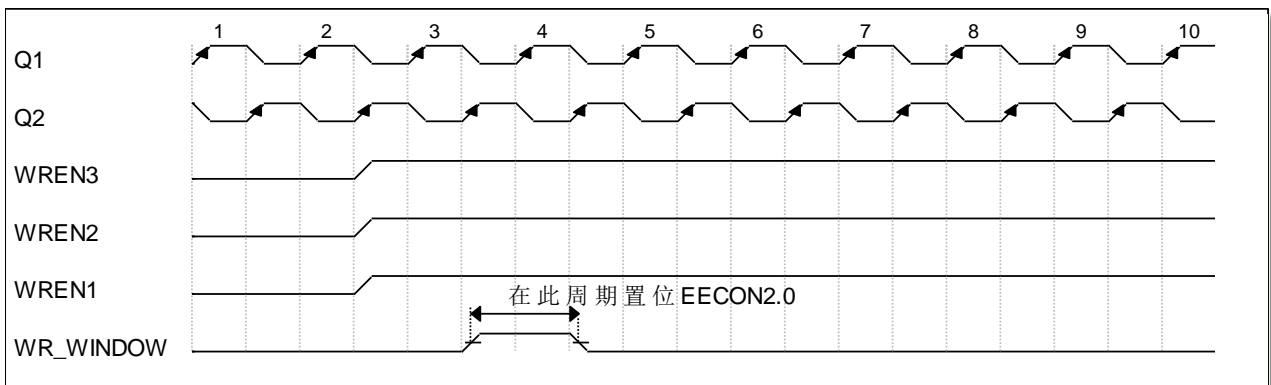 1 2 3 4 5 6 7 8 9 10
Q1
Q2
WREN3
WREN2
WREN1
在此周期置位EECON2.0
WR_WINDOW